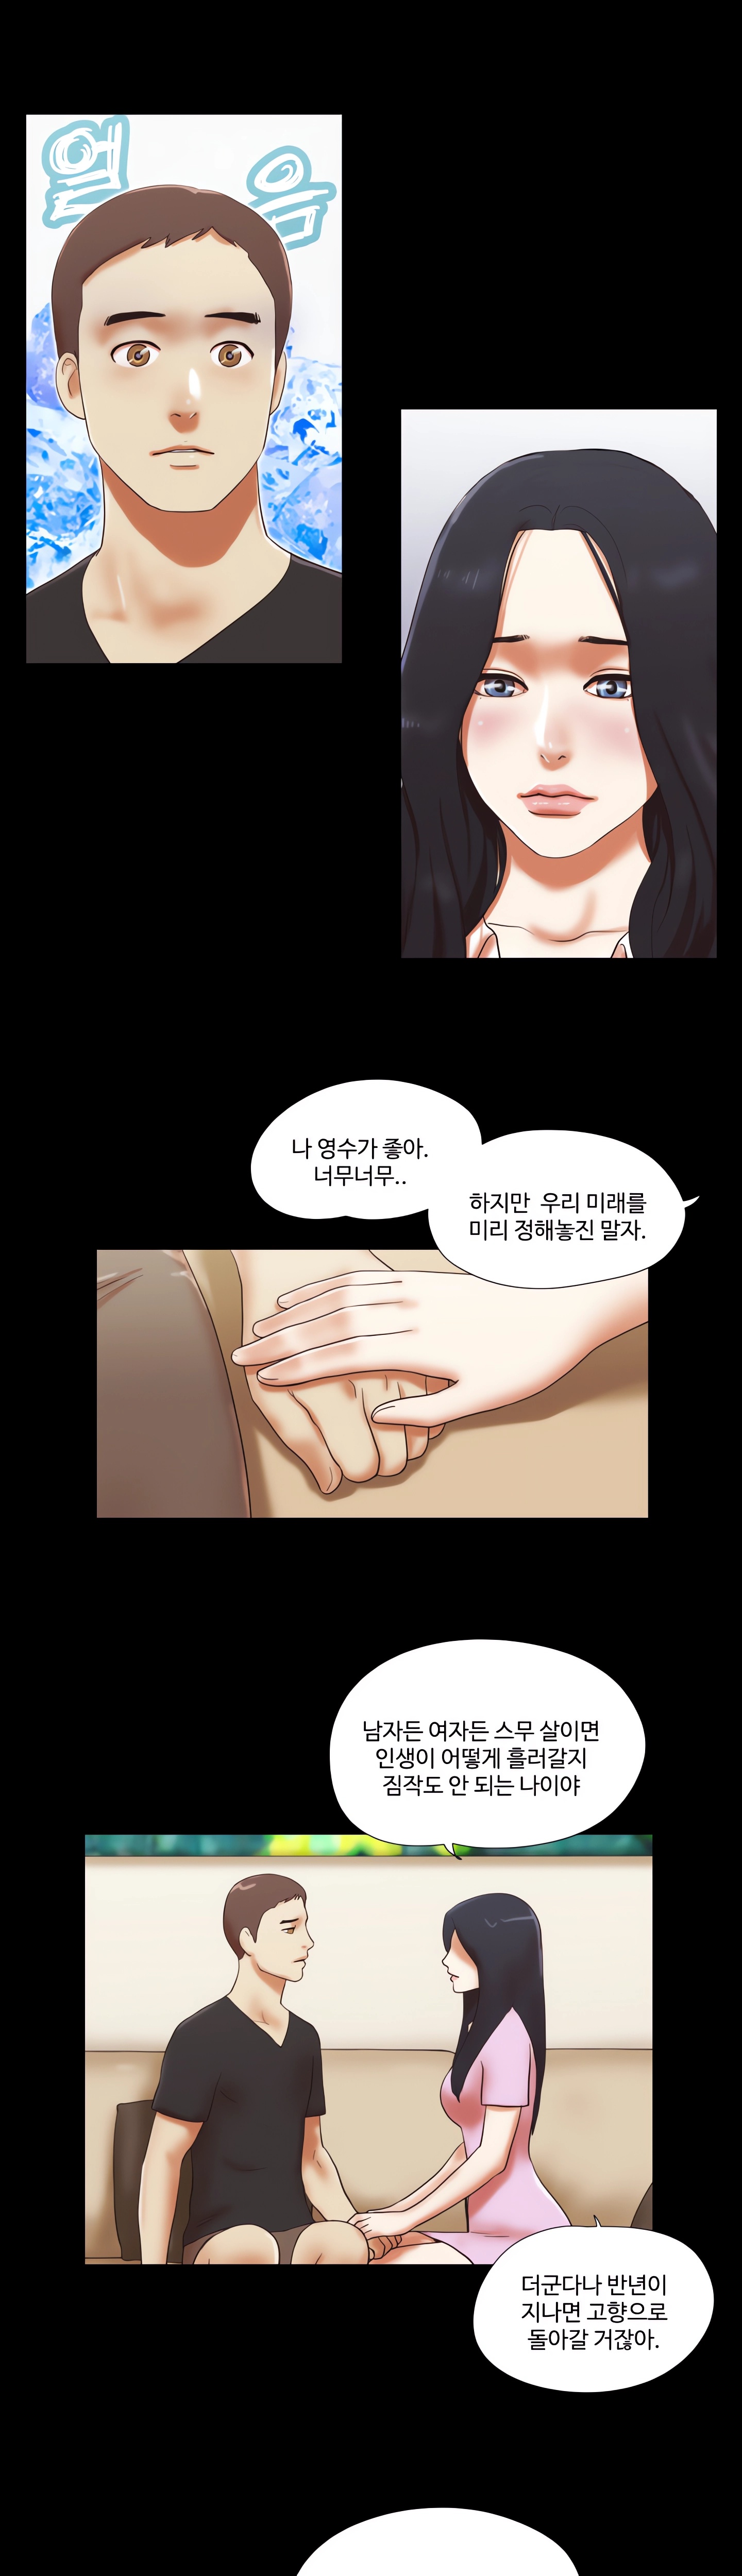 얼음
나 영수가 좋아.
너무너무..
하지만 우리 미래를
미리 정해놓진 말자.
남자든 여자든 스무 살이면
인생이 어떻게 흘러갈지
짐작도 안 되는 나이야
더군다나 반년이
지나면 고향으로
돌아갈 거잖아.